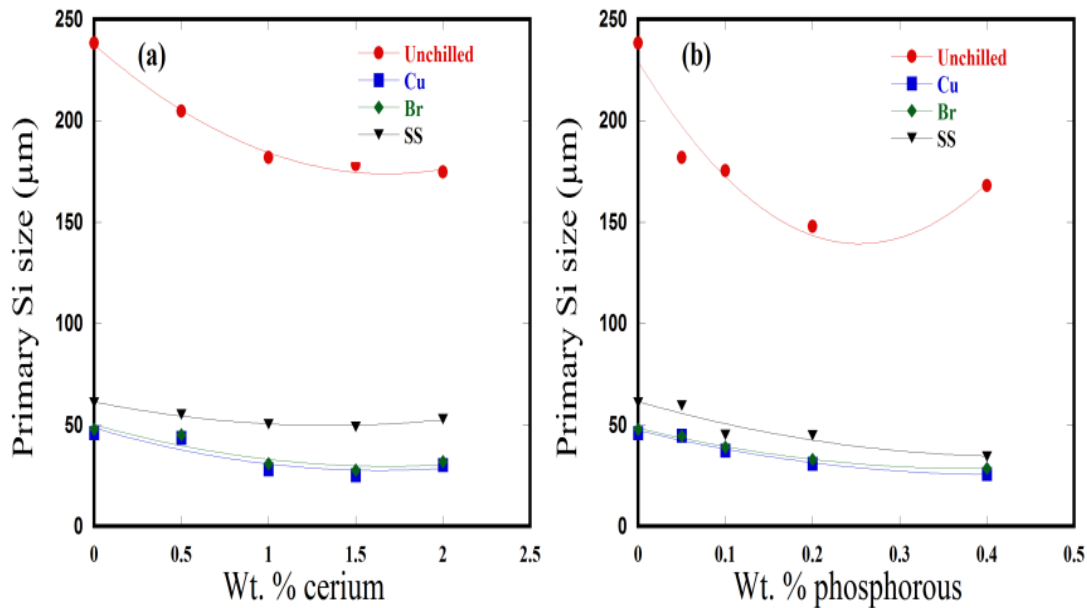 (a)
Unchilled
Cu
Br
SS
Primary Si size (µm)
250
200
150
100
50
0
0 0.5 1 1.5 2 2.5
Wt. % cerium
(b)
Unchilled
Cu
Br
SS
Primary Si size (µm)
250
200
150
100
50
0
0 0.1 0.2 0.3 0.4 0.5
Wt. % phosphorous